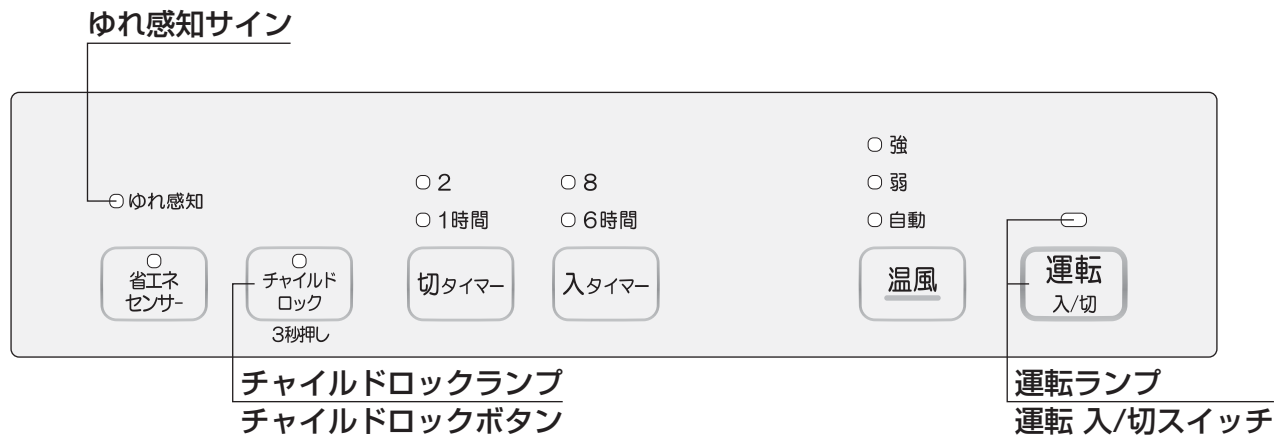 ゆれ感知サイン
強
2
8
弱
ゆれ感知
1時間
6時間
自動
省エネ
センサー
チャイルド
ロック
切タイマー
入タイマー
温風
運転
入/切
3秒押し
チャイルドロックランプ
チャイルドロックボタン
運転ランプ
運転 入/切スイッチ